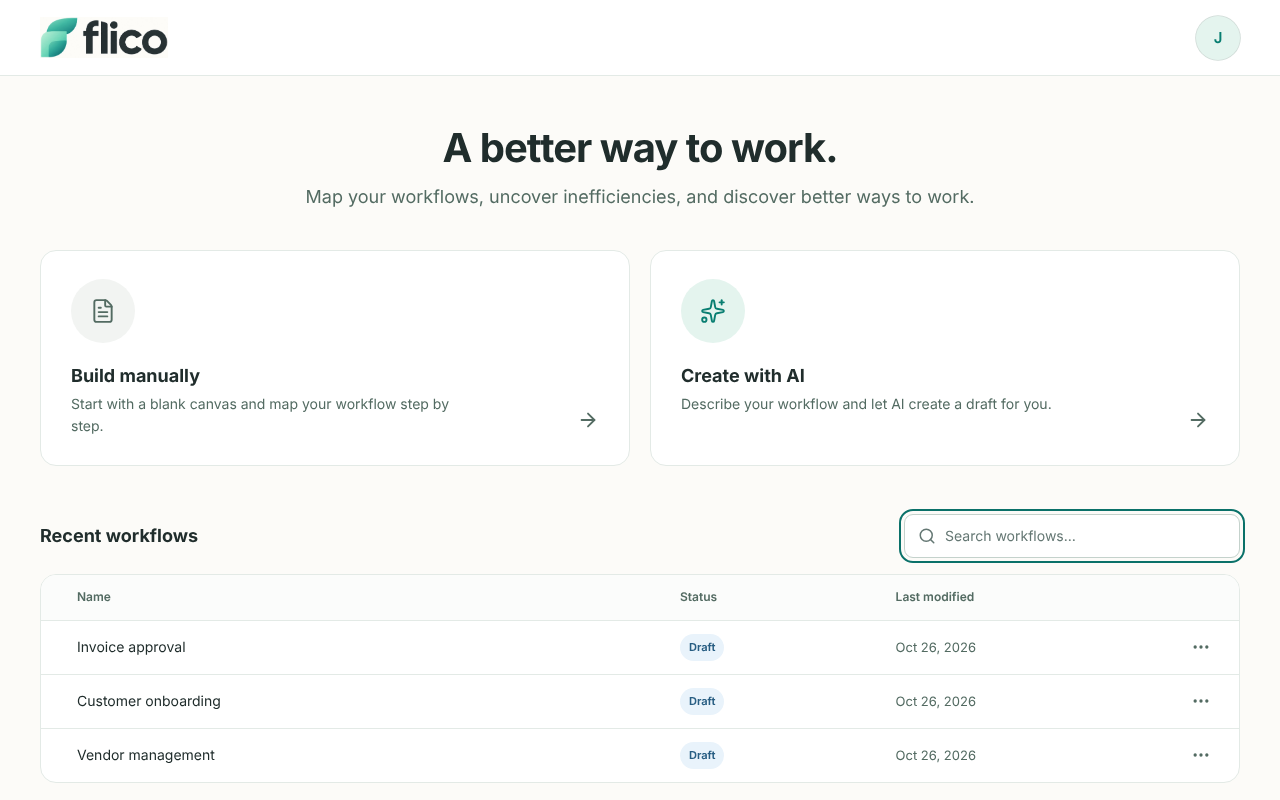 flico
J
A better way to work.
Map your workflows, uncover inefficiencies, and discover better ways to work.
Build manually
Start with a blank canvas and map your workflow step by
step.
Create with AI
Describe your workflow and let AI create a draft for you.
Recent workflows
Search workflows...
Name Status Last modified
Invoice approval Draft Oct 26, 2026
Customer onboarding Draft Oct 26, 2026
Vendor management Draft Oct 26, 2026